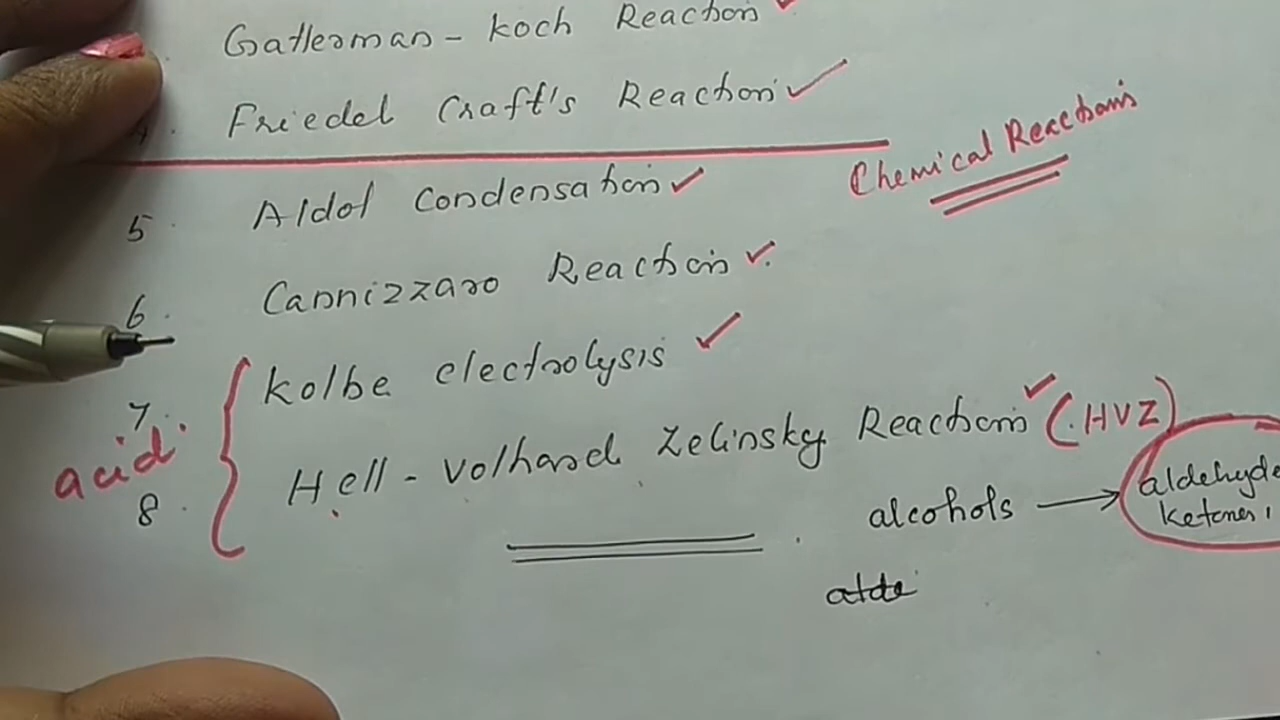 Gatterman - Koch Reaction
4. Friedel Craft's Reaction
Chemical Reactions
5. Aldol Condensation
6. Cannizzaro Reaction
7. Kolbe electrolysis
acid
8. Hell - Volhard Zelinsky Reaction (HVZ)
alcohols → aldehyde
ketones,
alde